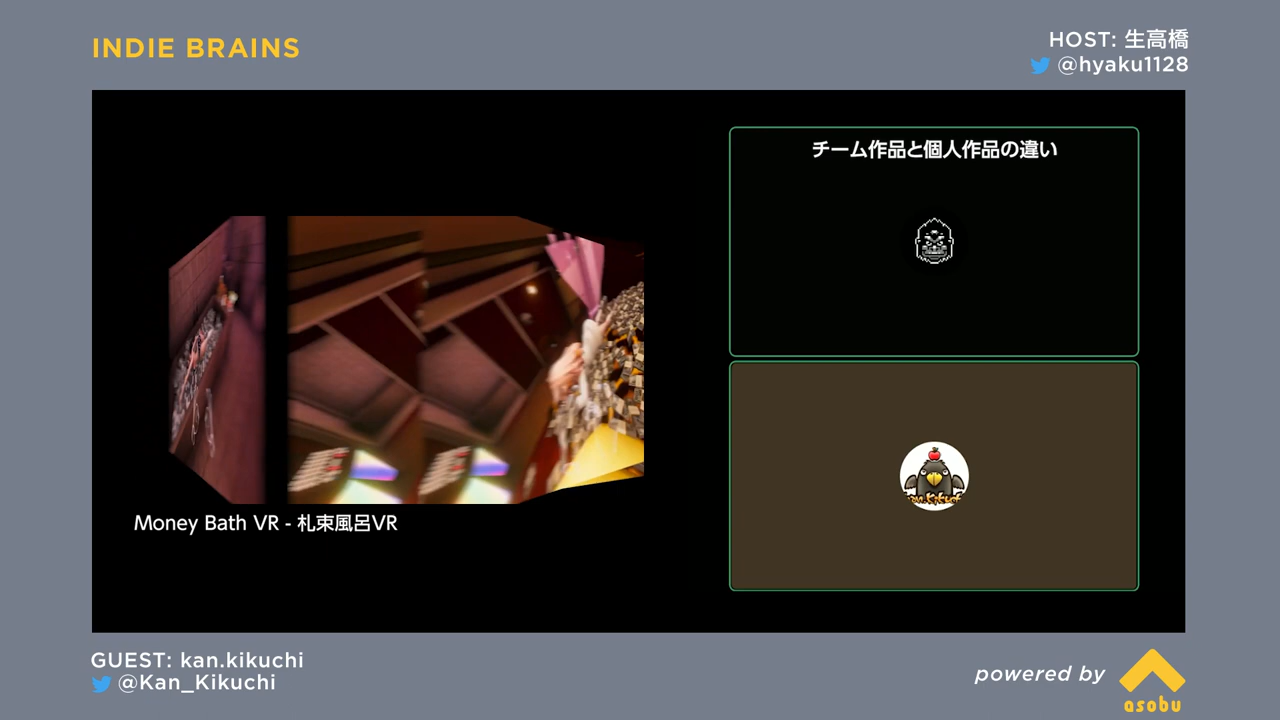 INDIE BRAINS
HOST: 生高橋
@hyaku1128
チーム作品と個人作品の違い
Money Bath VR - 札束風呂VR
GUEST: kan.kikuchi
@Kan_Kikuchi
powered by
asobu